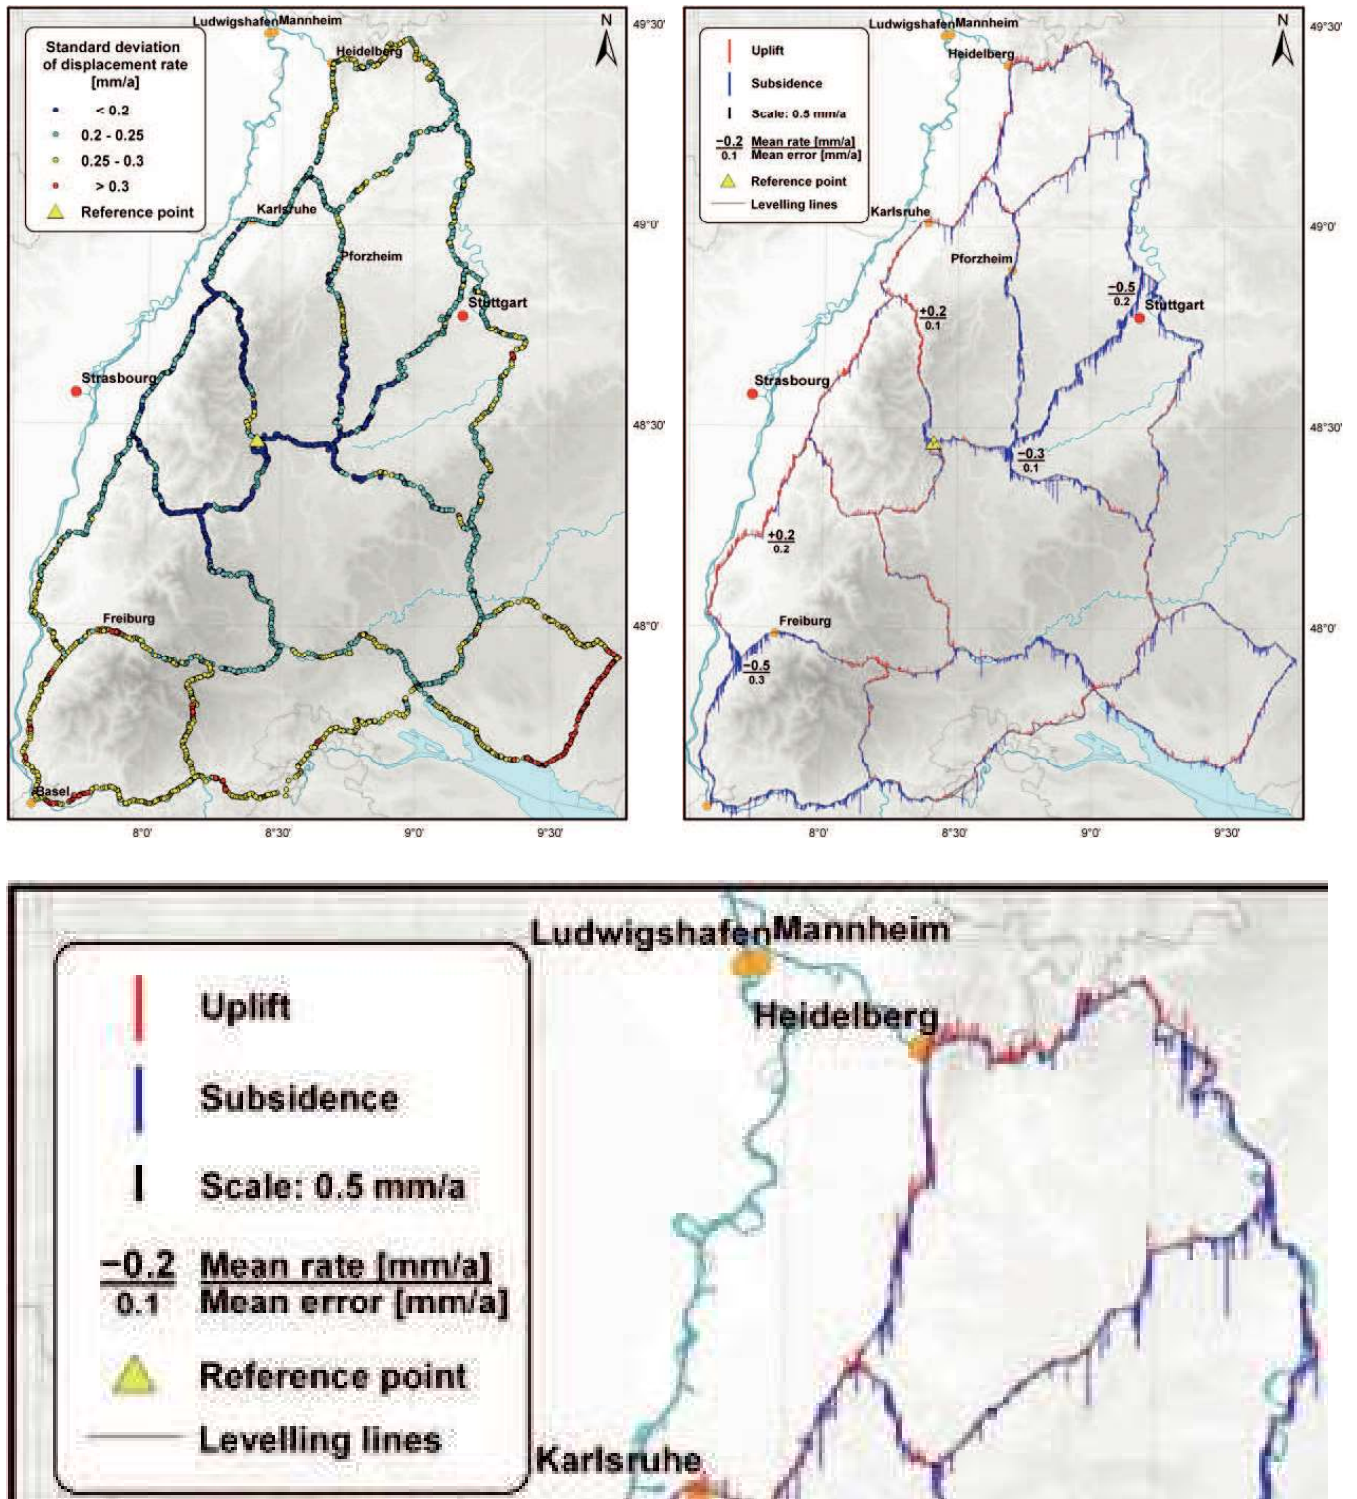 Ludwigshafen Mannheim
N
49°30'
Standard deviation
of displacement rate
[mm/a]
< 0.2
0.2 - 0.25
0.25 - 0.3
> 0.3
Reference point
Heidelberg
Karlsruhe
49°0'
Pforzheim
Stuttgart
Strasbourg
48°30'
Freiburg
48°0'
Basel
8°0'
8°30'
9°0'
9°30'
Ludwigshafen Mannheim
N
49°30'
Uplift
Subsidence
Scale: 0.5 mm/a
−0.2 Mean rate [mm/a]
0.1 Mean error [mm/a]
Reference point
Levelling lines
Heidelberg
Karlsruhe
49°0'
Pforzheim
−0.5
0.2
Stuttgart
+0.2
0.1
Strasbourg
48°30'
−0.3
0.1
+0.2
0.2
Freiburg
48°0'
−0.5
0.3
8°0'
8°30'
9°0'
9°30'
Ludwigshafen Mannheim
Heidelberg
Uplift
Subsidence
Scale: 0.5 mm/a
−0.2 Mean rate [mm/a]
0.1 Mean error [mm/a]
Reference point
Levelling lines
Karlsruhe